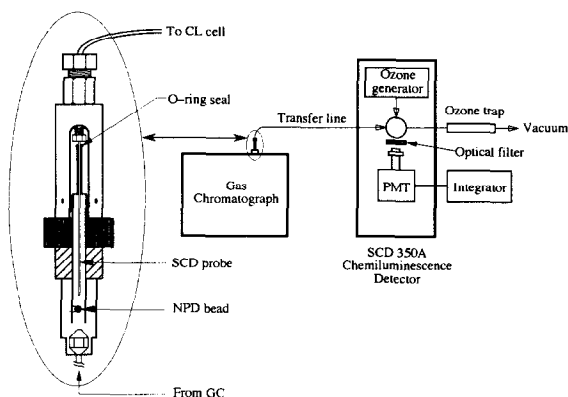 To CL cell
O-ring seal
SCD probe
NPD bead
From GC
Transfer line
Gas
Chromatograph
Ozone
generator
Ozone trap
Vacuum
Optical filter
PMT
Integrator
SCD 350A
Chemiluminescence
Detector